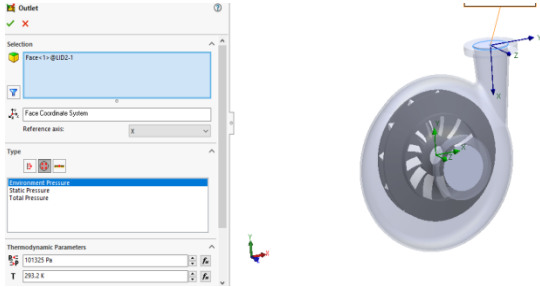 Outlet
Selection
Face<1>@LID2-1
Face Coordinate System
Reference axis:
X
Type
Environment Pressure
Static Pressure
Total Pressure
Thermodynamic Parameters
101325 Pa
T
293.2 K
Y
X
Y
Z
X
Y
X
Z